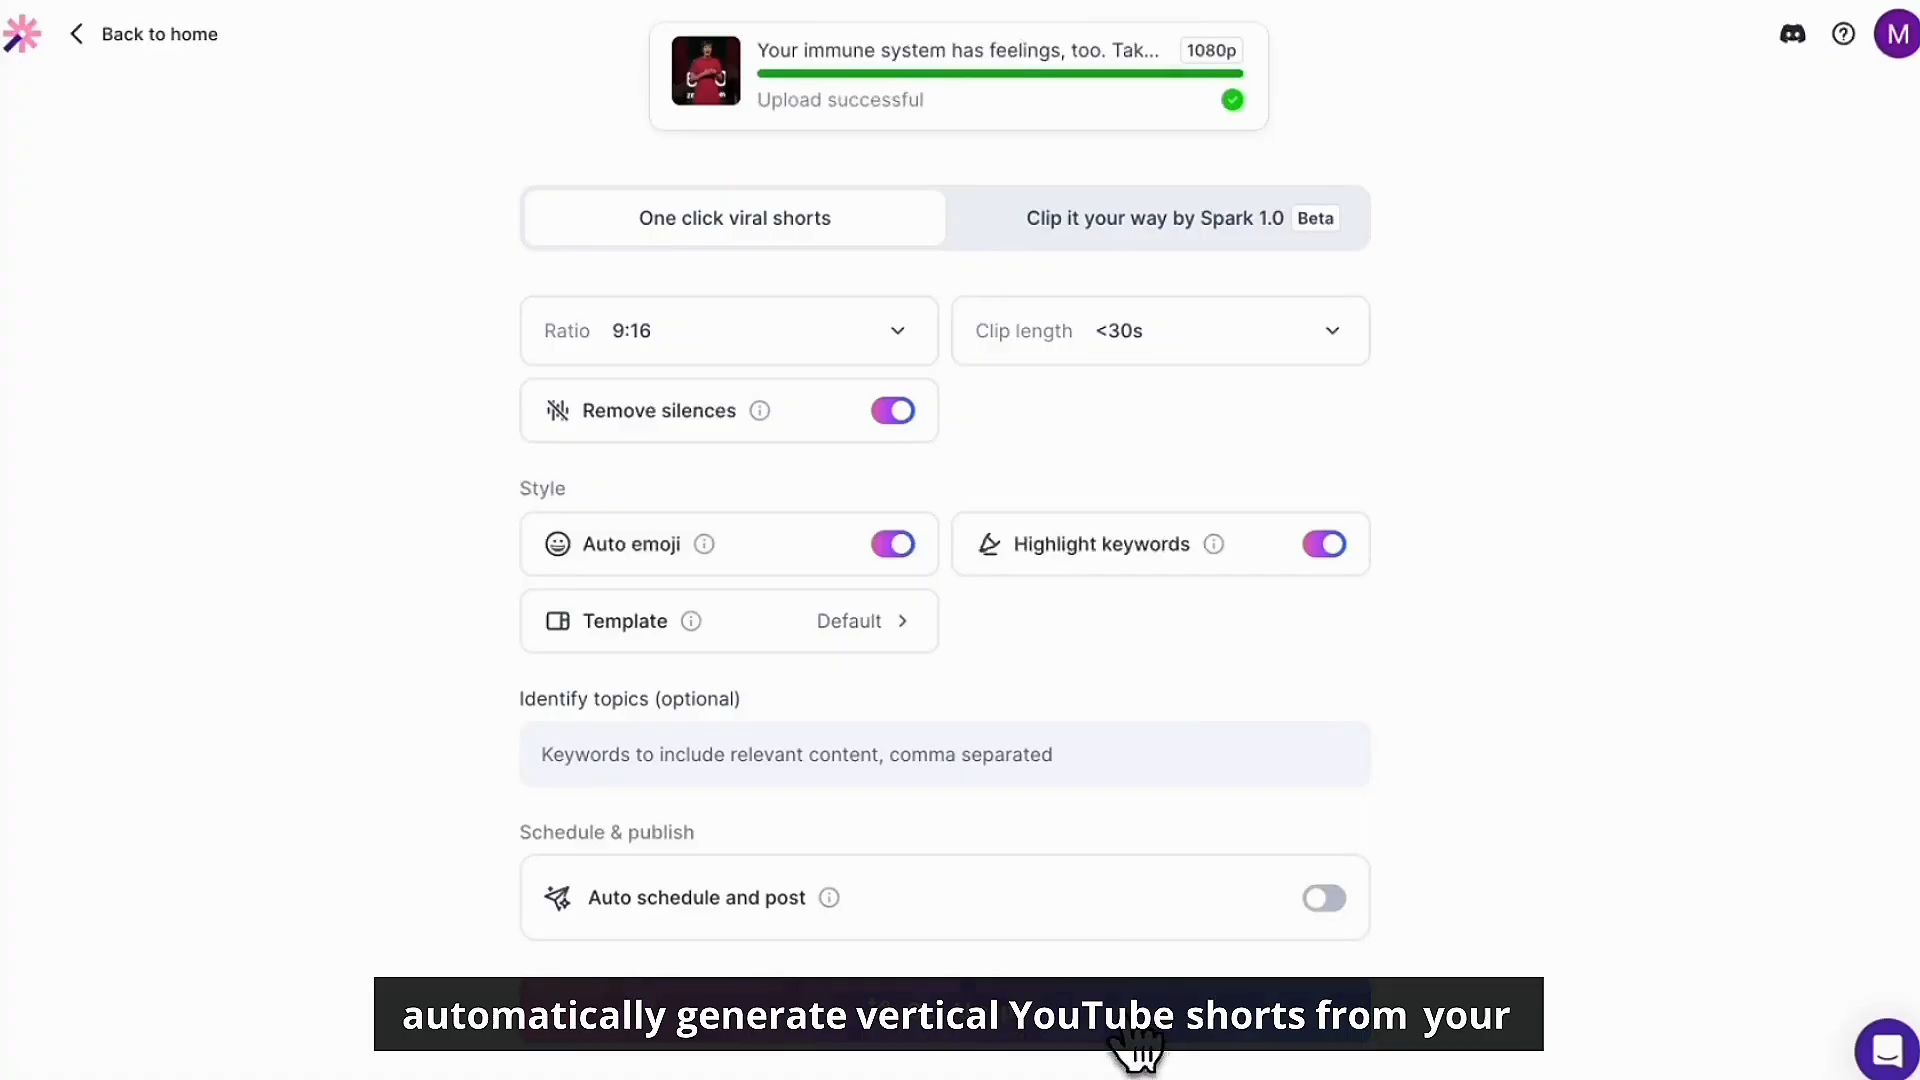 Back to home
Your immune system has feelings, too. Tak... 1080p
Upload successful
M
One click viral shorts
Clip it your way by Spark 1.0 Beta
Ratio 9:16
Clip length <30s
Remove silences
Style
Auto emoji
Highlight keywords
Template Default
Identify topics (optional)
Keywords to include relevant content, comma separated
Schedule & publish
Auto schedule and post
automatically generate vertical YouTube shorts from your